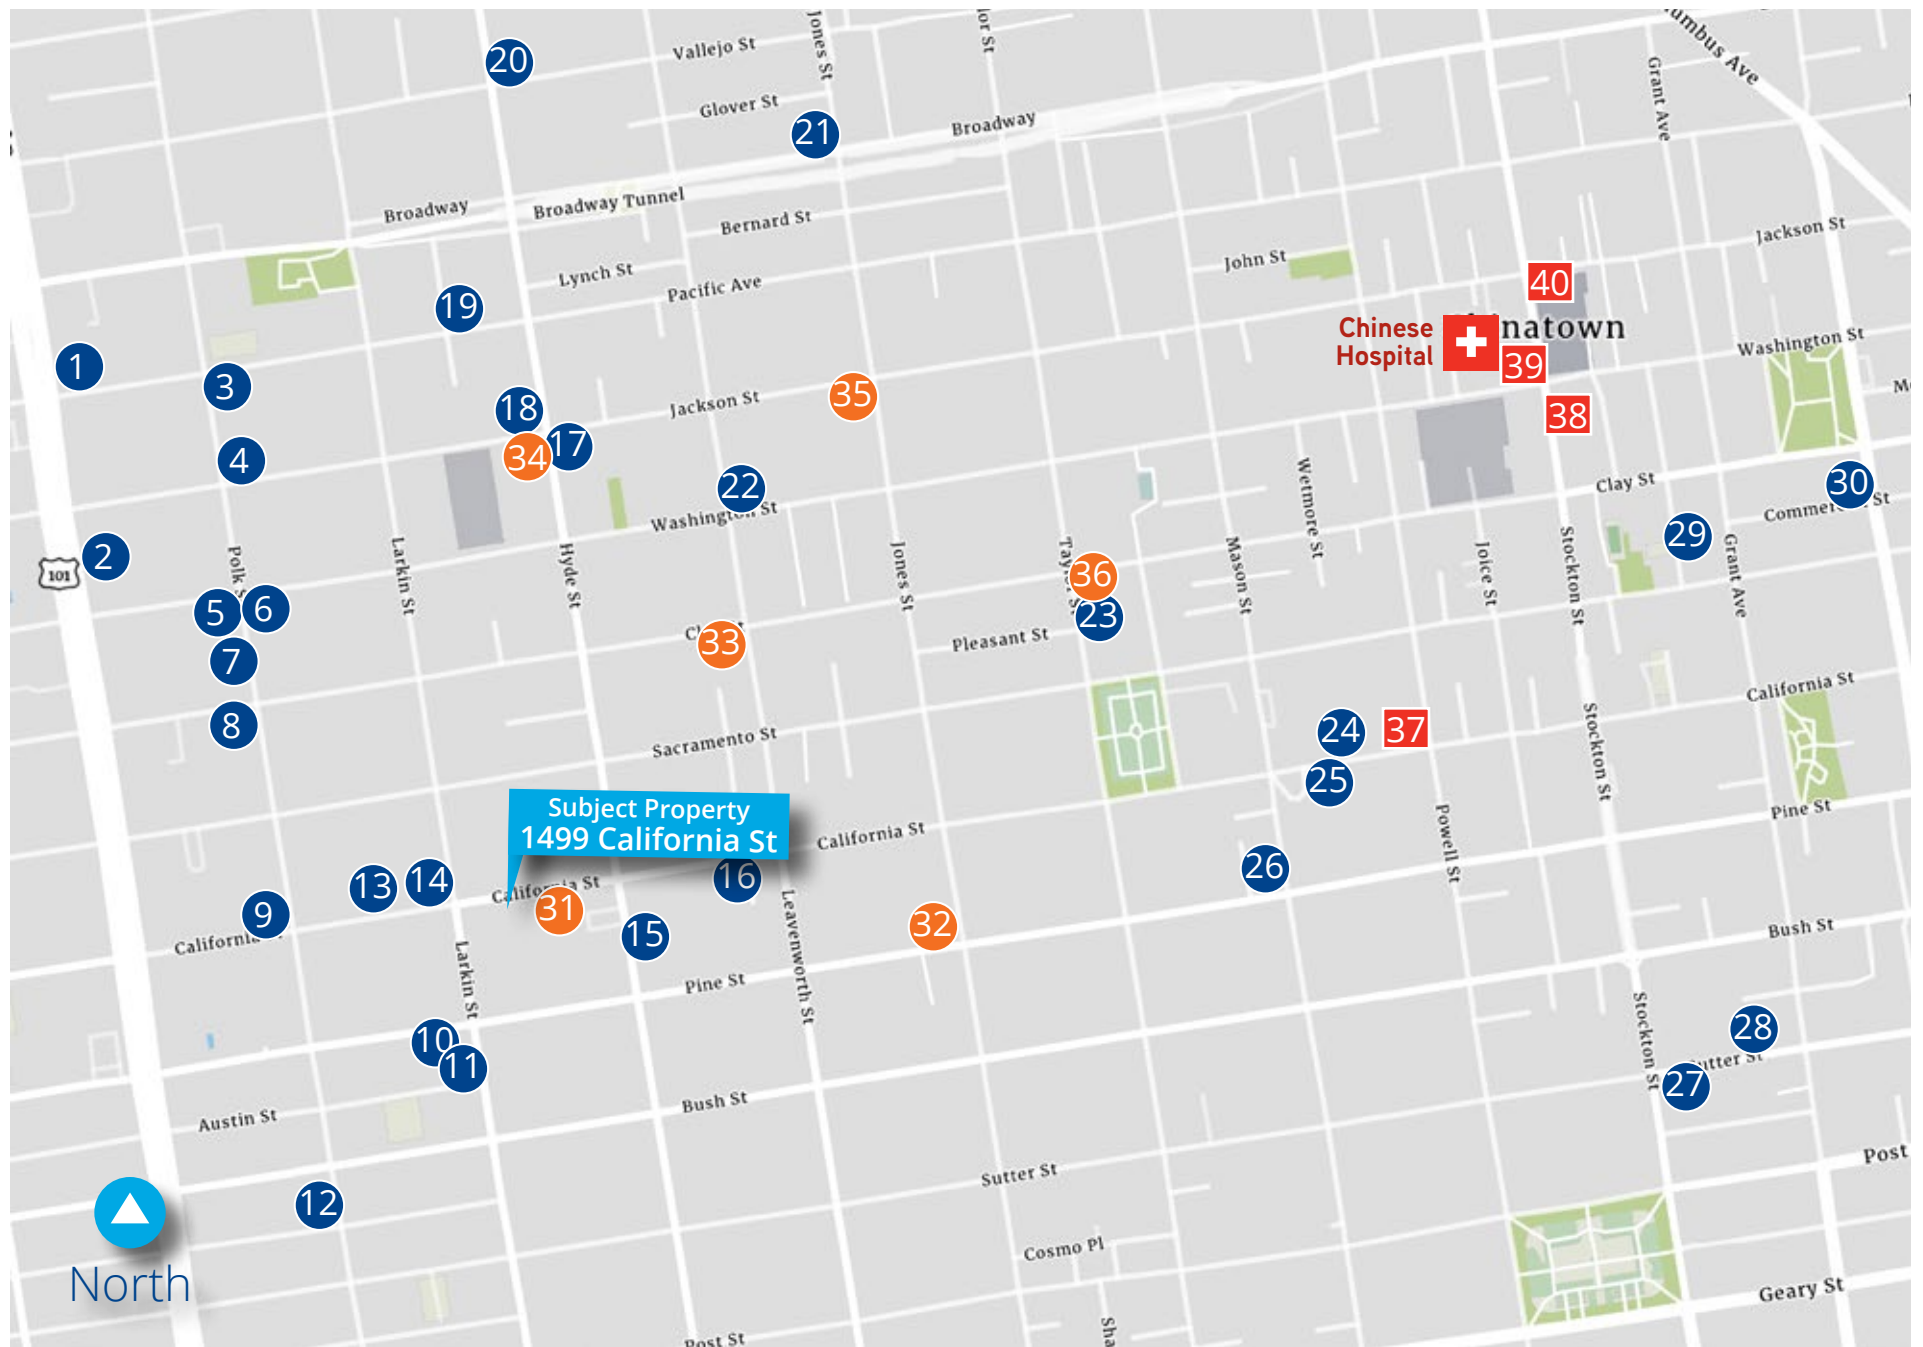 Jones St
lor St
umbus Ave
Vallejo St
20
Grant Ave
Glover St
21
Broadway
Broadway
Broadway Tunnel
Bernard St
Jackson St
John St
Lynch St
Pacific Ave
40
19
Chinese
Hospital
natown
Washington St
39
1
3
18
Jackson St
35
38
17
34
4
22
Washington St
Wetmore St
Clay St
30
Commer
St
29
2
101
Polk S
Larkin St
Hyde St
Jones St
Taylor St
36
Mason St
Joice St
Stockton St
Grant Ave
5
6
23
7
33
Pleasant St
8
Sacramento St
24
37
California St
Stockton St
25
Subject Property
1499 California St
California St
Powell St
Pine St
13
14
16
26
California St
31
9
California
15
32
Leavenworth St
Bush St
Larkin St
Pine St
10
11
Stockton St
28
Sutter St
27
Austin St
Bush St
Post
12
Sutter St
Cosmo Pl
North
Geary St
Post St
Sha